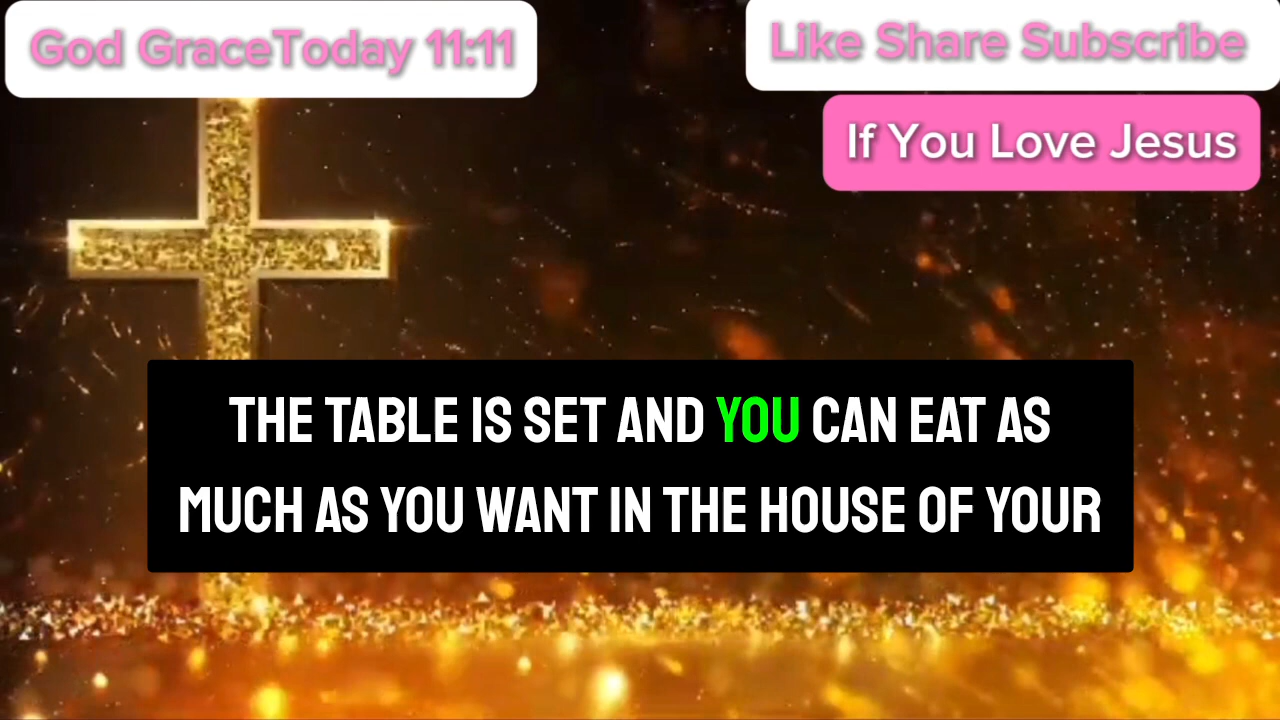 God GraceToday 11:11
Like Share Subscribe
If You Love Jesus
THE TABLE IS SET AND YOU CAN EAT AS
MUCH AS YOU WANT IN THE HOUSE OF YOUR